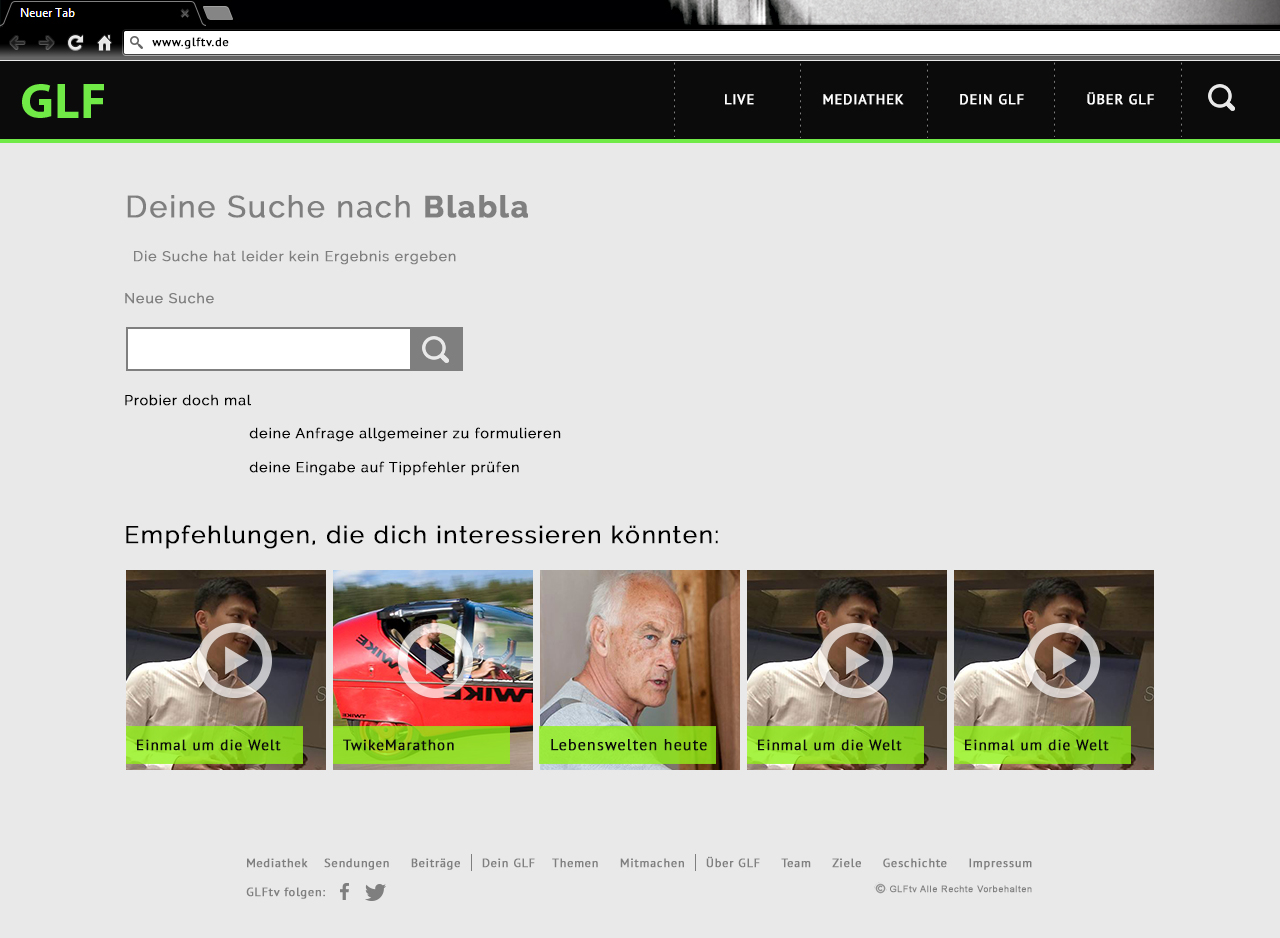 Neuer Tab
www.glftv.de
GLF
LIVE MEDIATHEK DEIN GLF ÜBER GLF
Deine Suche nach Blabla
Die Suche hat leider kein Ergebnis ergeben
Neue Suche
Probier doch mal
deine Anfrage allgemeiner zu formulieren
deine Eingabe auf Tippfehler prüfen
Empfehlungen, die dich interessieren könnten:
TWIKE
TWIKE
Einmal um die Welt
TwikeMarathon
Lebenswelten heute
Einmal um die Welt
Einmal um die Welt
Mediathek Sendungen Beiträge Dein GLF Themen Mitmachen Über GLF Team Ziele Geschichte Impressum
GLFtv folgen:
© GLFtv Alle Rechte Vorbehalten